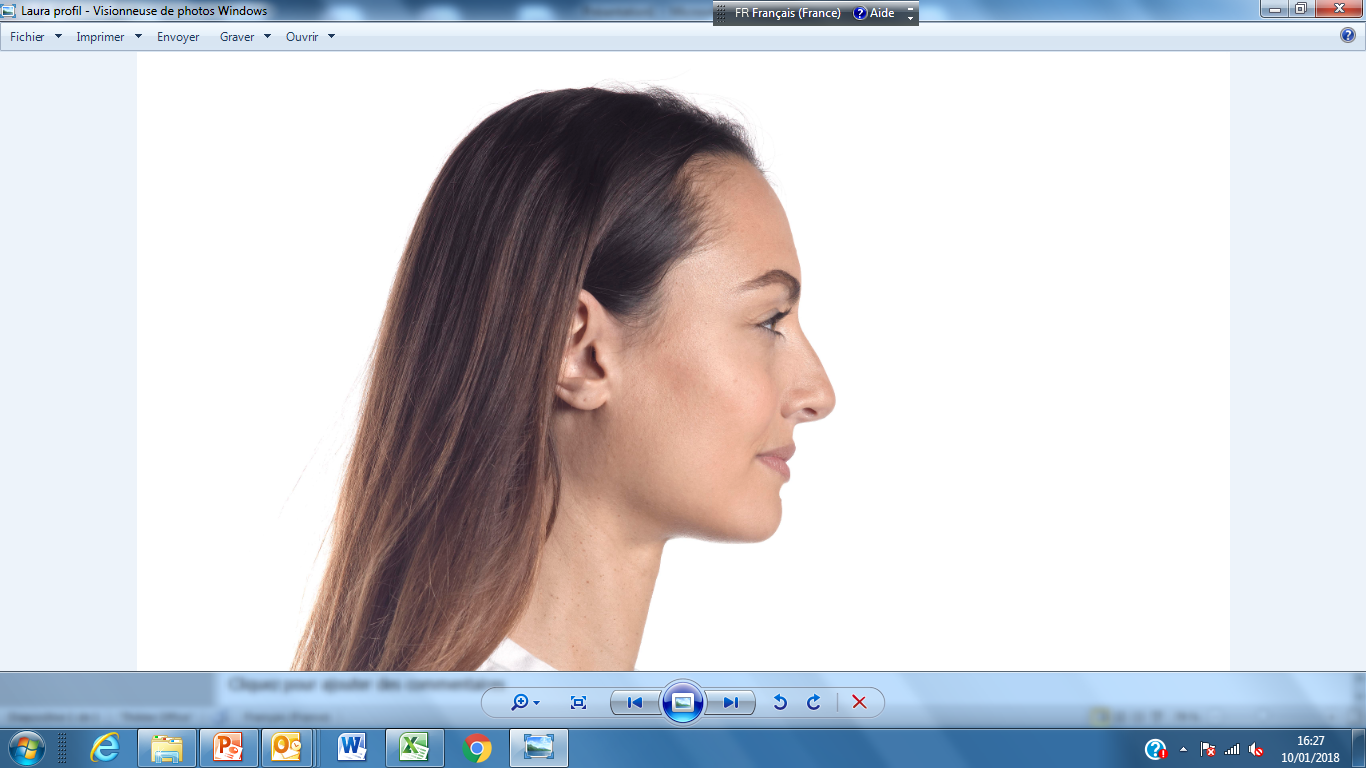 Laura profil - Visionneuse de photos Windows
FR Français (France) Aide
Fichier Imprimer Envoyer Graver Ouvrir
Cliquez pour ajouter des commentaires
16:27
10/01/2018